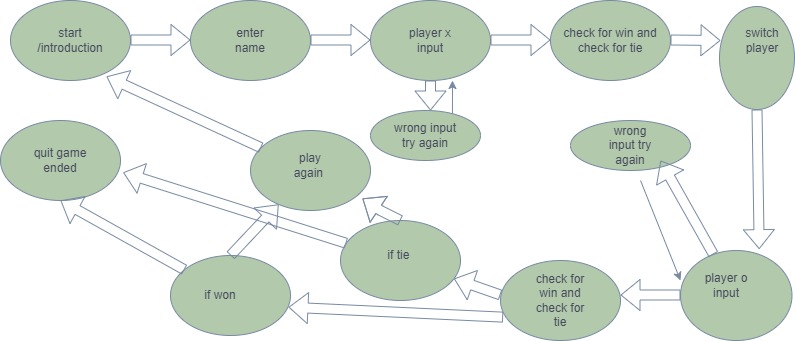 start
/introduction
enter
name
player x
input
check for win and
check for tie
switch
player
wrong input
try again
wrong
input try
again
quit game
ended
play
again
if tie
if won
check for
win and
check for
tie
player o
input